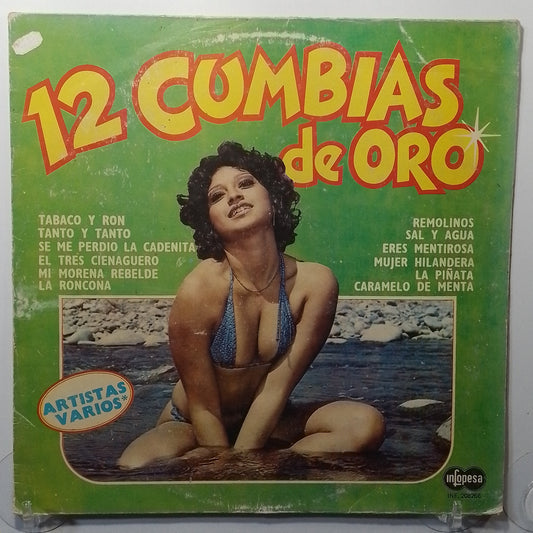 12 CUMBIAS
de ORO
TABACO Y RON
TANTO Y TANTO
SE ME PERDIO LA CADENITA
EL TRES CIENAGUERO
MI MORENA REBELDE
LA RONCONA
REMOLINOS
SAL Y AGUA
ERES MENTIROSA
MUJER HILANDERA
LA PIÑATA
CARAMELO DE MENTA
ARTISTAS
VARIOS*
infopesa